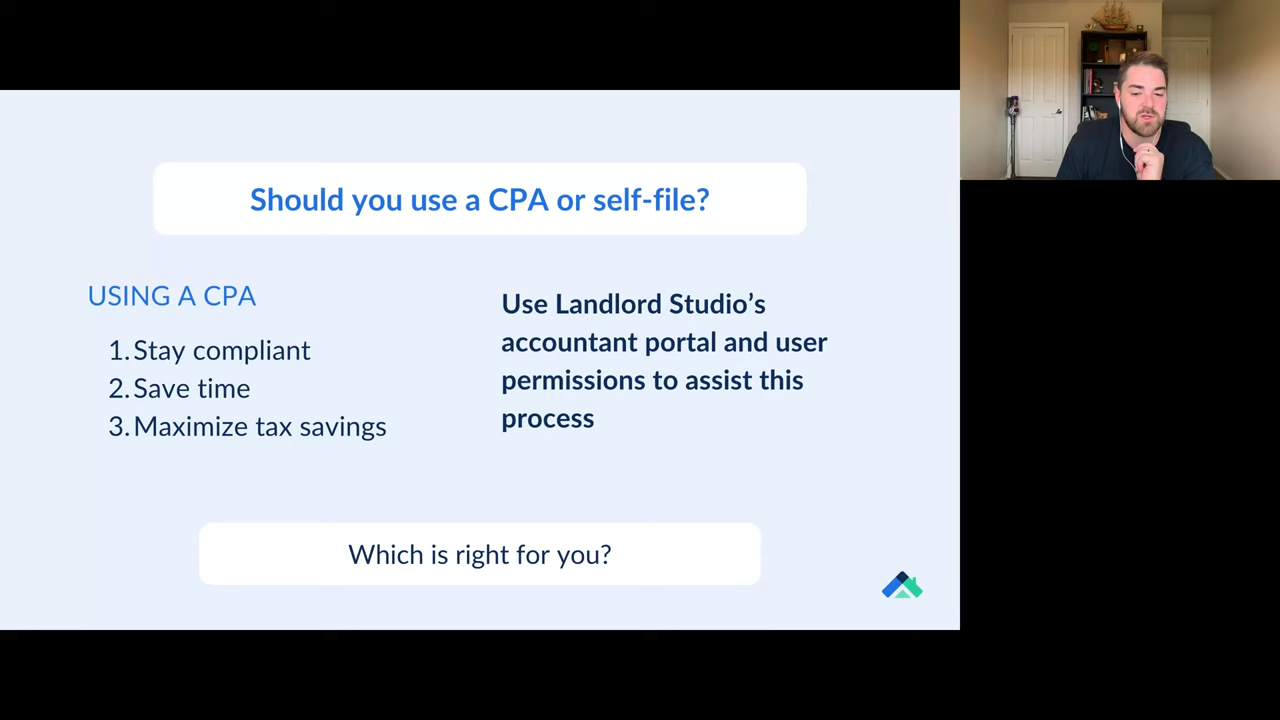 Should you use a CPA or self-file?
USING A CPA
1. Stay compliant
2. Save time
3. Maximize tax savings
Use Landlord Studio’s
accountant portal and user
permissions to assist this
process
Which is right for you?